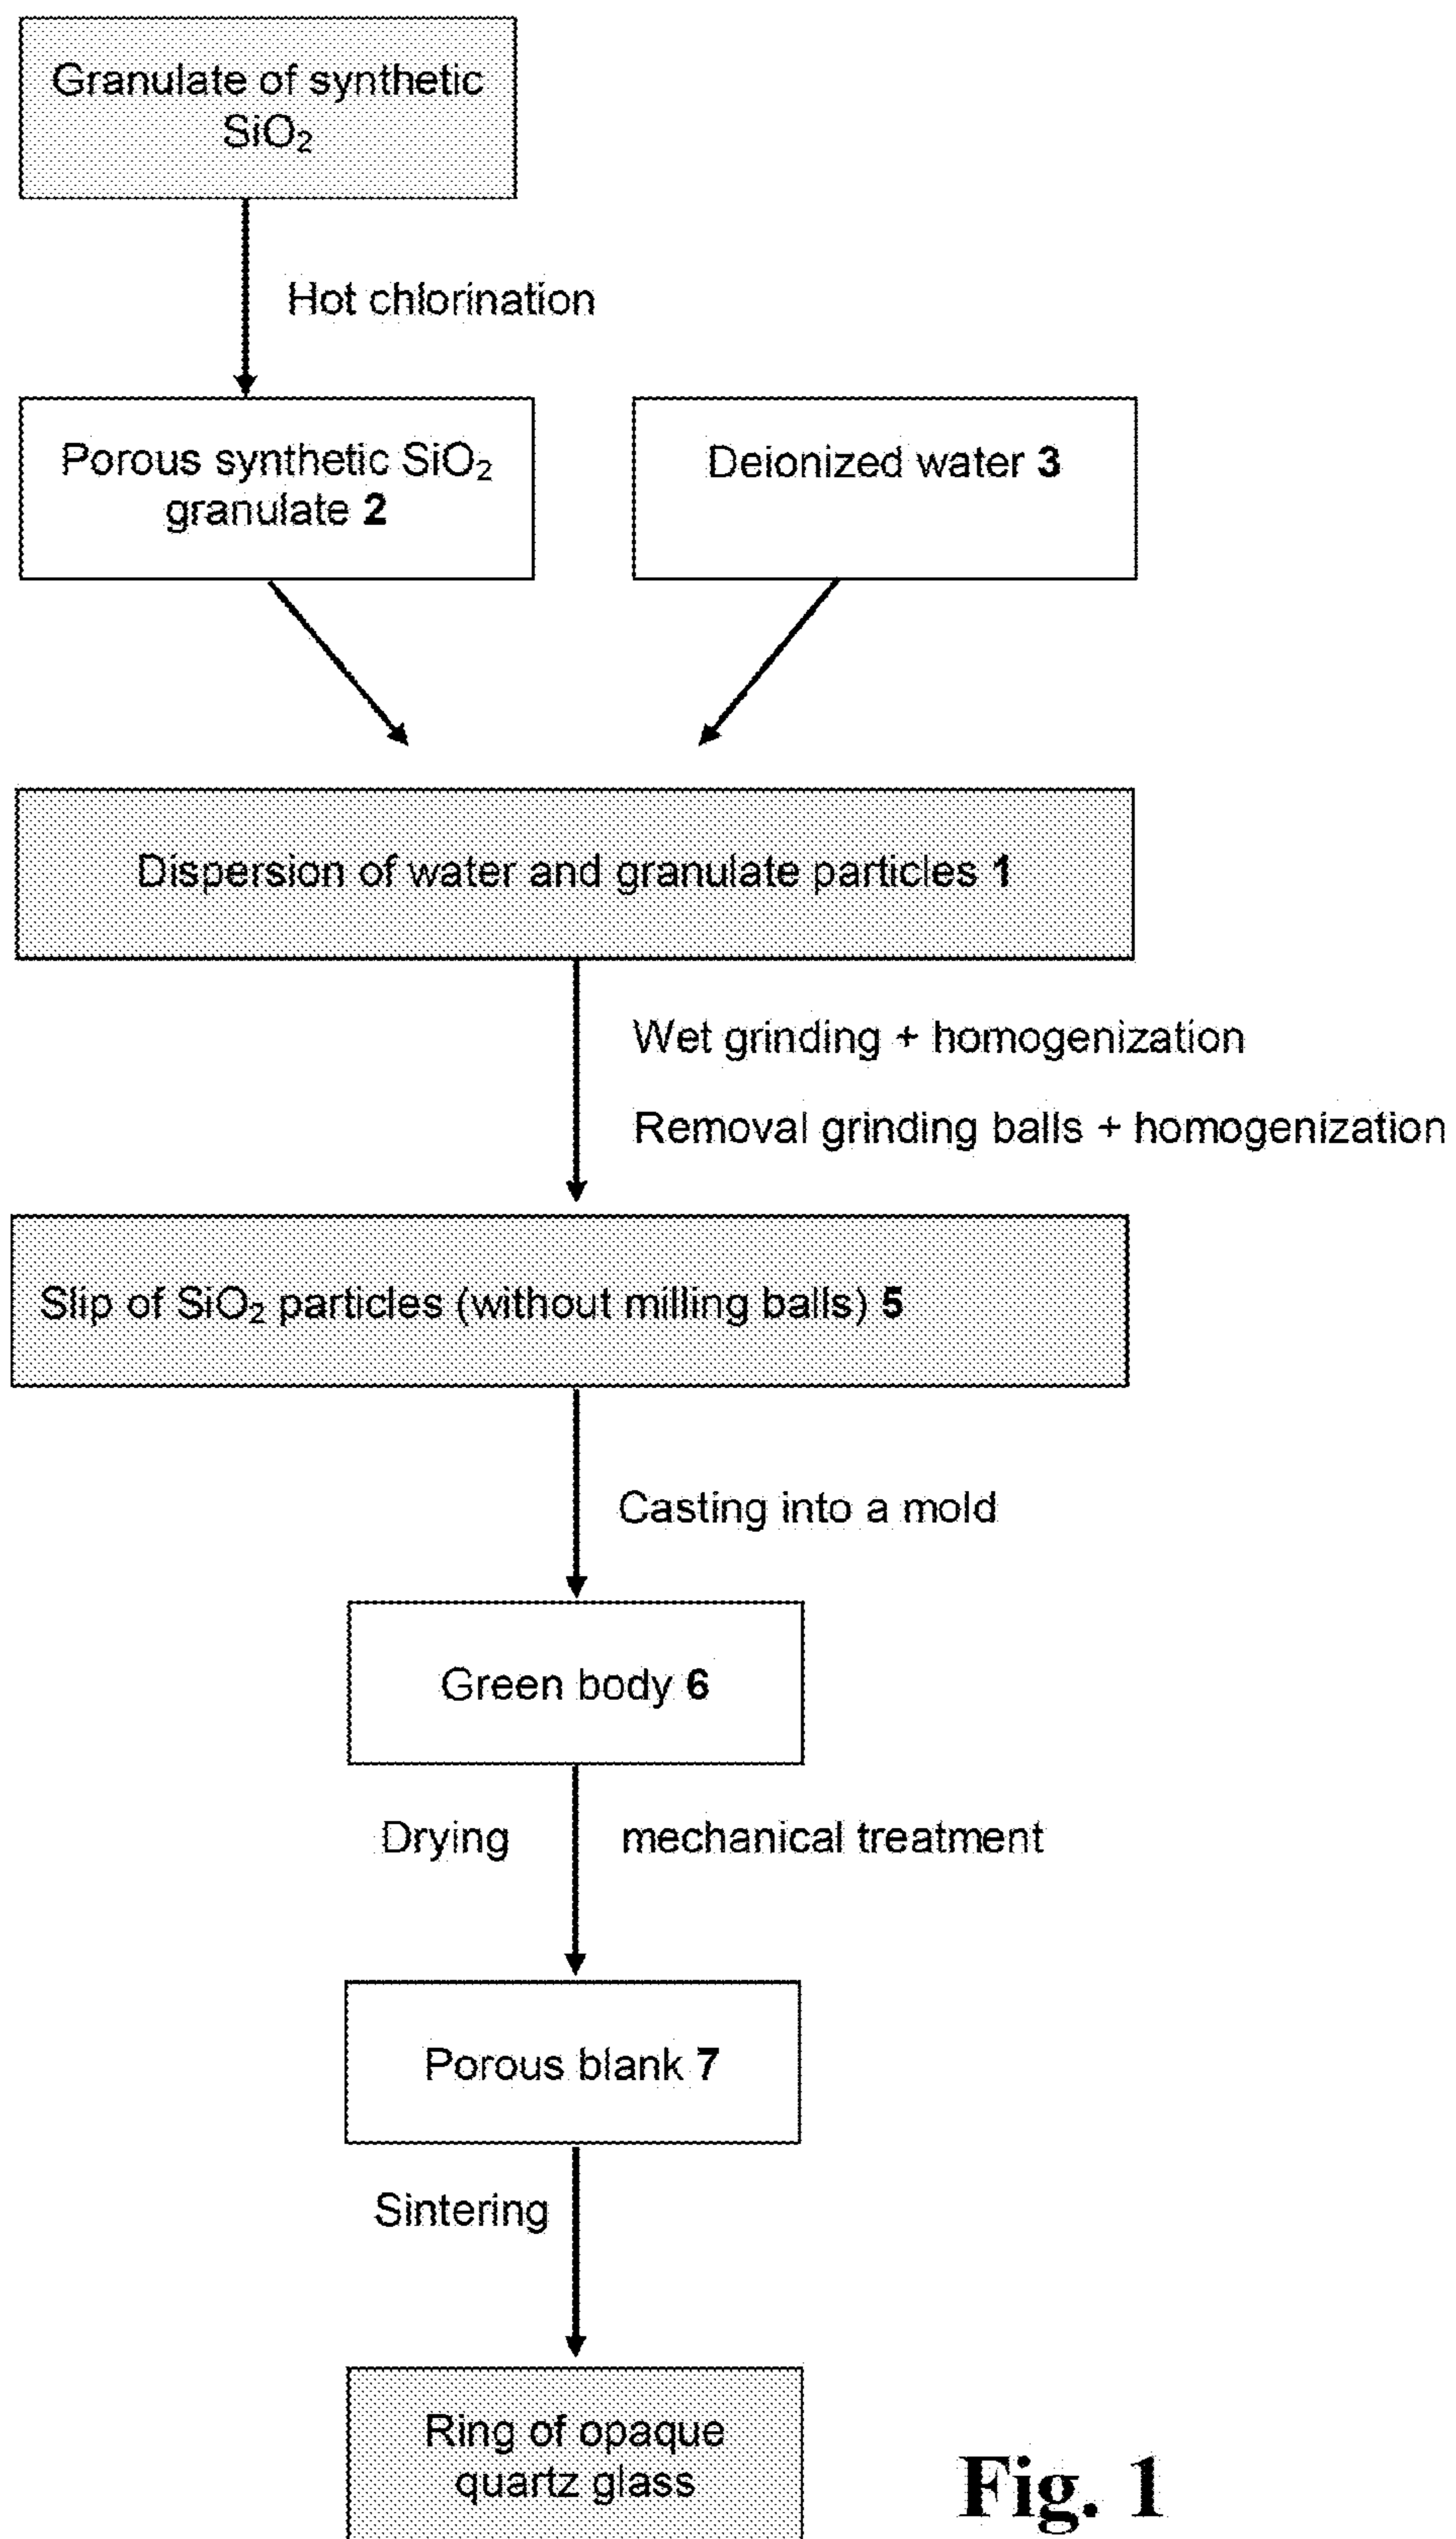 Granulate of synthetic
SiO₂
Hot chlorination
Porous synthetic SiO₂
granulate 2
Deionized water 3
Dispersion of water and granulate particles 1
Wet grinding + homogenization
Removal grinding balls + homogenization
Slip of SiO₂ particles (without milling balls) 5
Casting into a mold
Green body 6
Drying
mechanical treatment
Porous blank 7
Sintering
Ring of opaque
quartz glass
Fig. 1